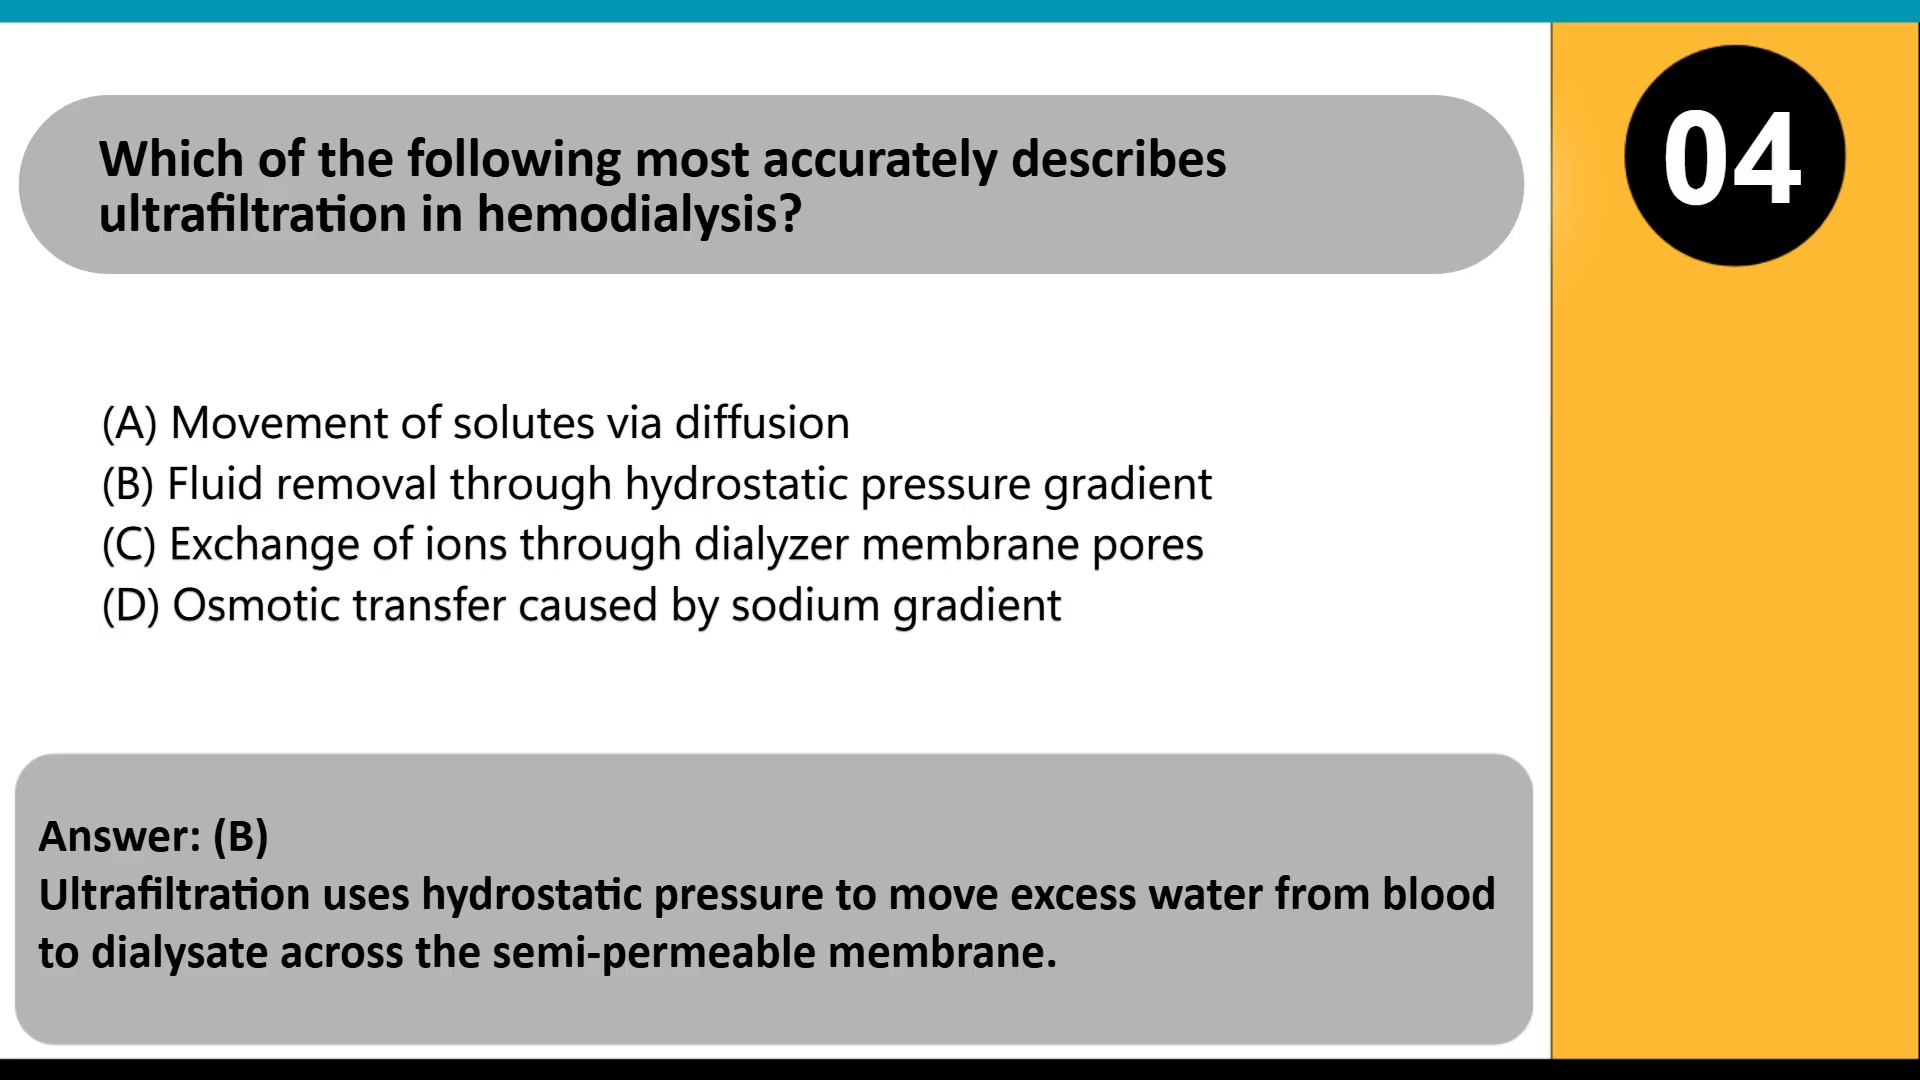 04
Which of the following most accurately describes
ultrafiltration in hemodialysis?
(A) Movement of solutes via diffusion
(B) Fluid removal through hydrostatic pressure gradient
(C) Exchange of ions through dialyzer membrane pores
(D) Osmotic transfer caused by sodium gradient
Answer: (B)
Ultrafiltration uses hydrostatic pressure to move excess water from blood
to dialysate across the semi-permeable membrane.